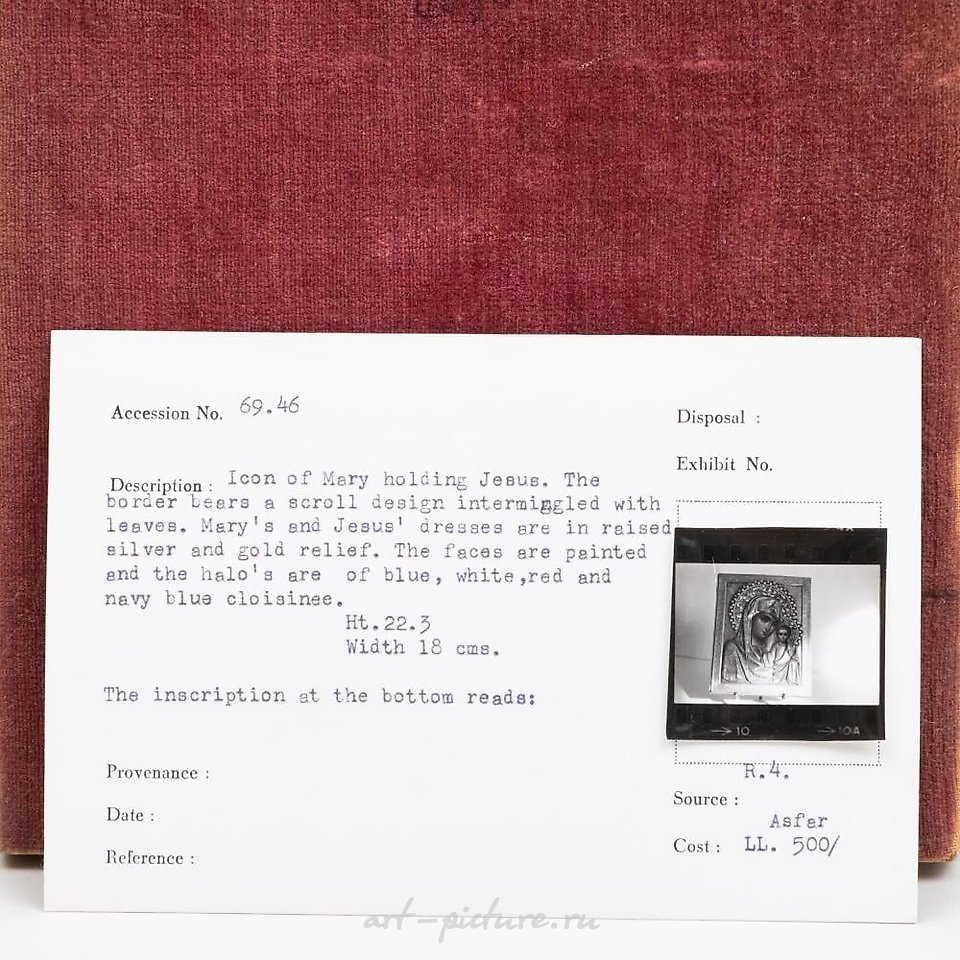 Accession No. 69.46
Disposal :
Exhibit No.
Description : Icon of Mary holding Jesus. The
border bears a scroll design intermingled with
leaves. Mary's and Jesus' dresses are in raised
silver and gold relief. The faces are painted
and the halo's are of blue, white,red and
navy blue cloisinee.
Ht.22.3
Width 18 cms.
The inscription at the bottom reads:
→10 →10A
R.4.
Provenance :
Date :
Reference :
Source :
Asfar
Cost : LL. 500/
art-picture.ru